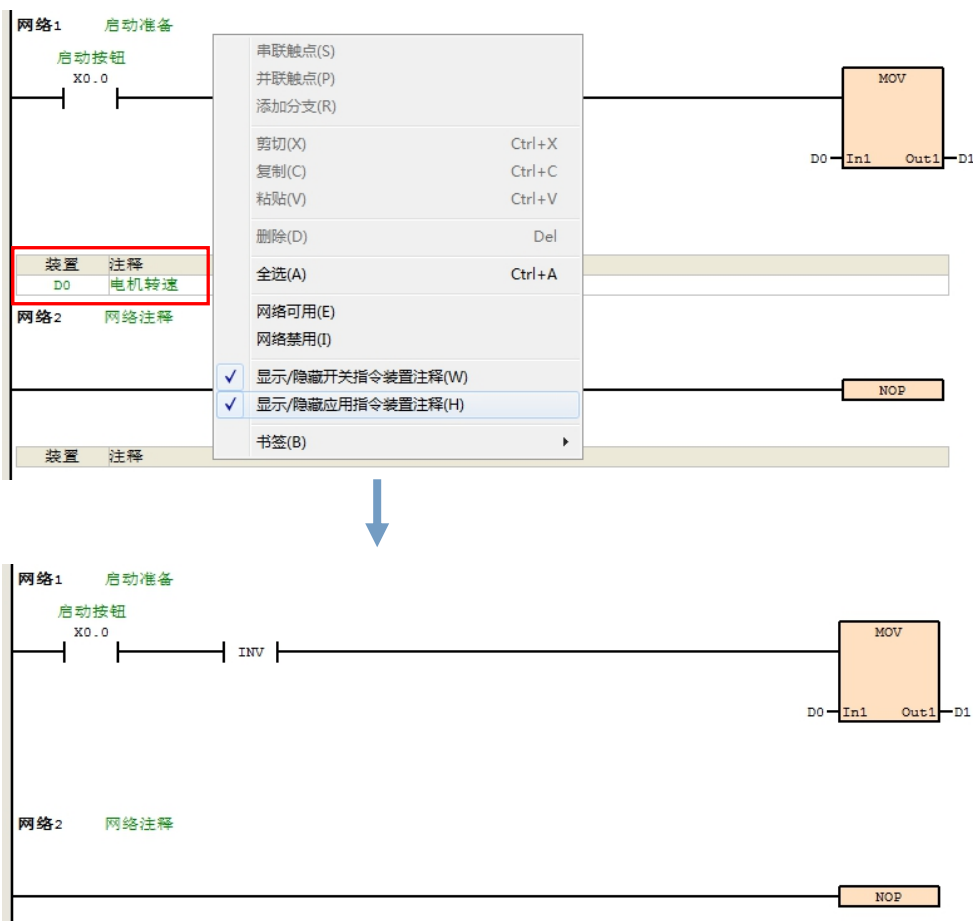 网络1 启动准备
启动按钮
X0.0
MOV
D0 In1 Out1 D1
串联触点(S)
并联触点(P)
添加分支(R)
剪切(X) Ctrl+X
复制(C) Ctrl+C
粘贴(V) Ctrl+V
删除(D) Del
全选(A) Ctrl+A
网络可用(E)
网络禁用(I)
显示/隐藏开关指令装置注释(W)
显示/隐藏应用指令装置注释(H)
书签(B)
装置 注释
D0 电机转速
网络2 网络注释
NOP
装置 注释
网络1 启动准备
启动按钮
X0.0
INV
MOV
D0 In1 Out1 D1
网络2 网络注释
NOP